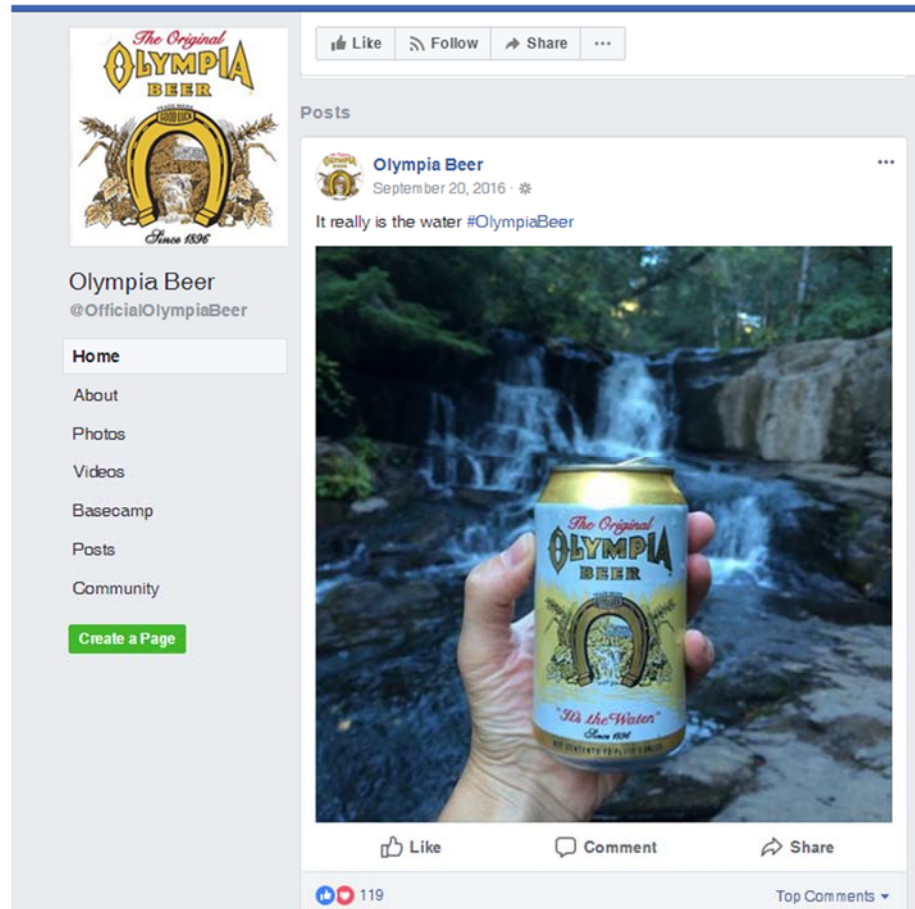 The Original
OLYMPIA
BEER
TRADE MARK
GOOD LUCK
Since 1896
Olympia Beer
@OfficialOlympiaBeer
Home
About
Photos
Videos
Basecamp
Posts
Community
Create a Page
Like Follow Share ...
Posts
Olympia Beer
September 20, 2016 ·
It really is the water #OlympiaBeer
The Original
OLYMPIA
BEER
"It's the Water"
Since 1896
Like Comment Share
119 Top Comments